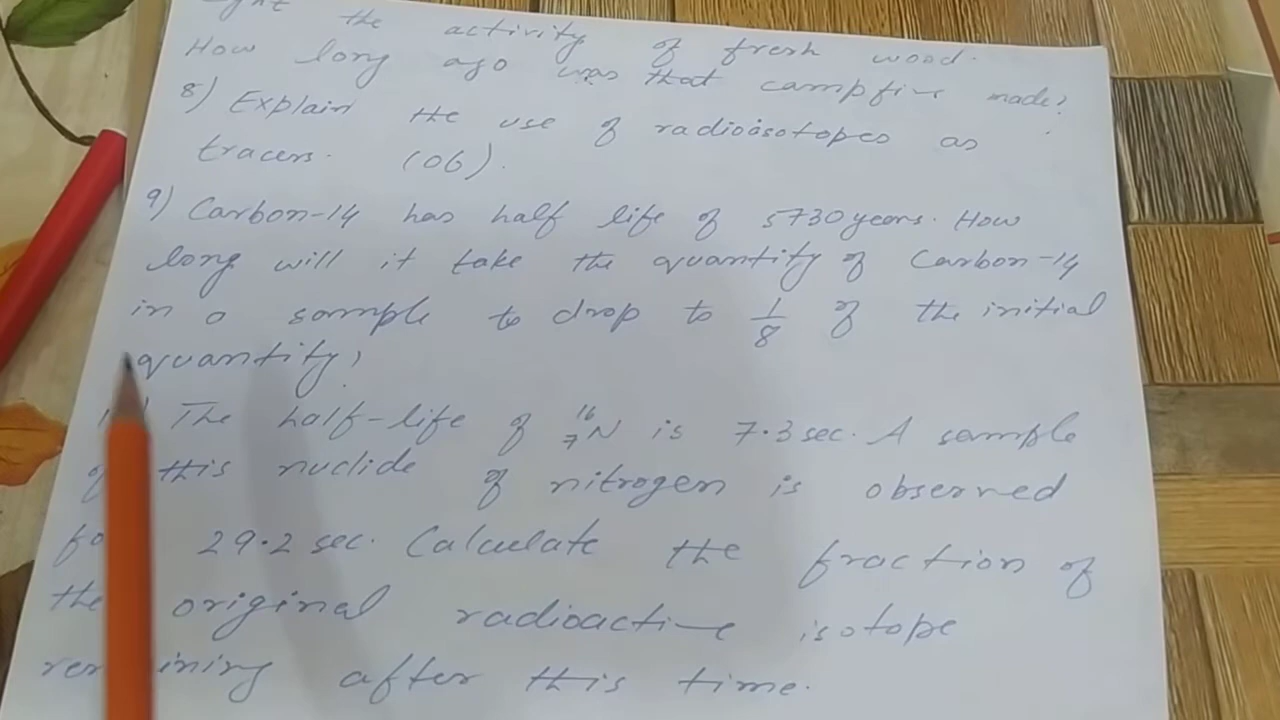 the activity of fresh wood.
How long ago was that campfire made?
8) Explain the use of radioisotopes as
tracers. (06).
9) Carbon-14 has half life of 5730 years. How
long will it take the quantity of Carbon-14
in a sample to drop to 1/8 of the initial
quantity?
The half-life of ¹⁶₇N is 7.3 sec. A sample
of this nuclide of nitrogen is observed
29.2 sec. Calculate the fraction of
the original radioactive isotope
after this time.